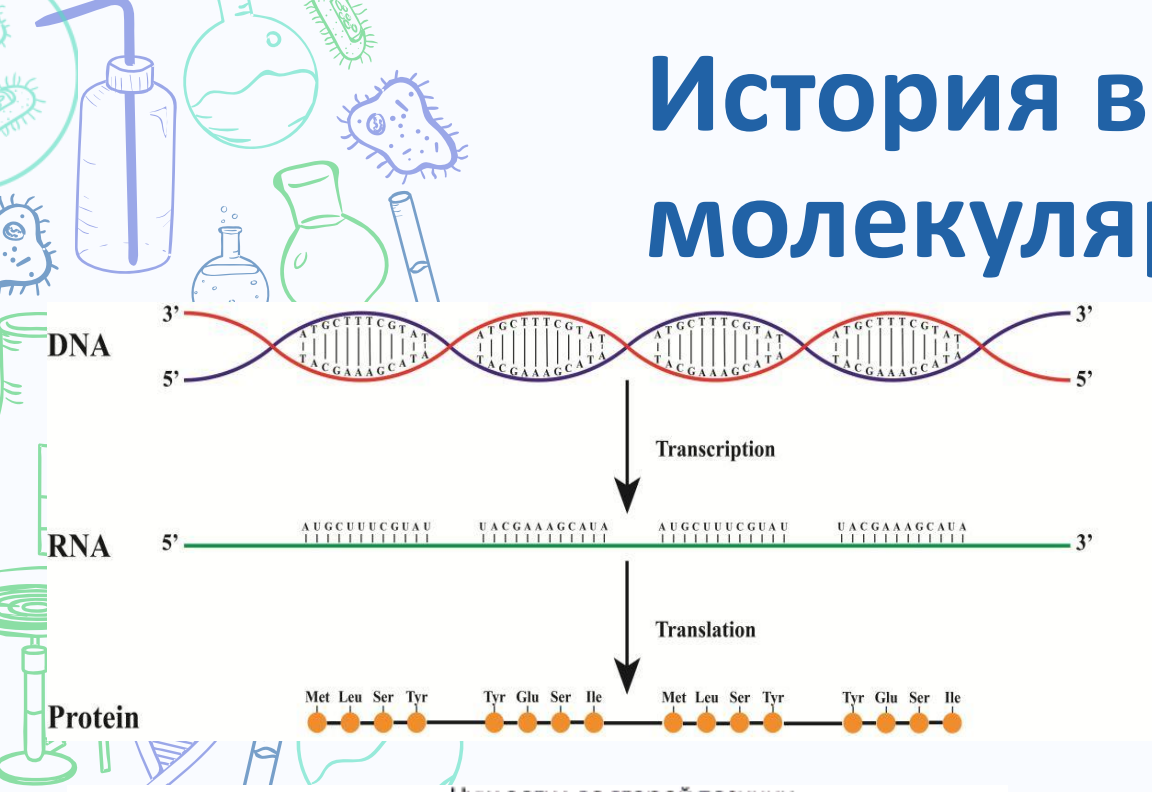 История в
молекуляр
3’ 3’
DNA
5’ 5’
A T G C T T T C G T A T A T G C T T T C G T A T A T G C T T T C G T A T A T G C T T T C G T A T
T A C G A A A G C A T A T A C G A A A G C A T A T A C G A A A G C A T A T A C G A A A G C A T A
Transcription
A U G C U U U C G U A U U A C G A A A G C A U A A U G C U U U C G U A U U A C G A A A G C A U A
RNA 5’ 3’
Translation
Met Leu Ser Tyr Tyr Glu Ser Ile Met Leu Ser Tyr Tyr Glu Ser Ile
Protein